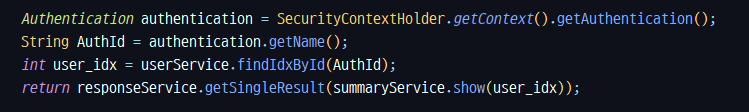 Authentication authentication = SecurityContextHolder.getContext().getAuthentication();
String AuthId = authentication.getName();
int user_idx = userService.findIdxById(AuthId);
return responseService.getSingleResult(summaryService.show(user_idx));